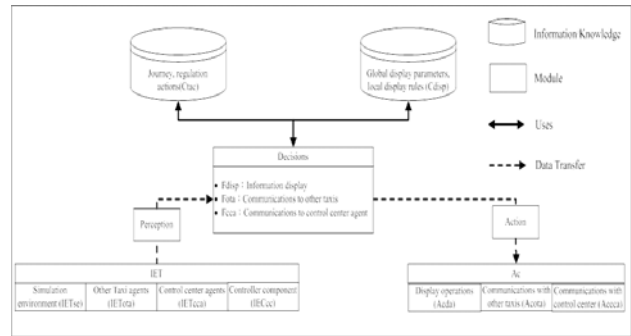 Journey, regulation
actions(Ctac)
Global display parameters,
local display rules (Cdisp)
Information Knowledge
Module
Uses
Data Transfer
Decisions
• Fdisp : Information display
• Fota : Communications to other taxis
• Fcca : Communications to control center agent
Perception
Action
IET
Simulation
environment (IETse)
Other Taxi agents
(IETota)
Control center agents
(IETcca)
Controller component
(IECcc)
Ac
Display operations
(Acda)
Communications with
other taxis (Acota)
Communications with
control center (Accca)